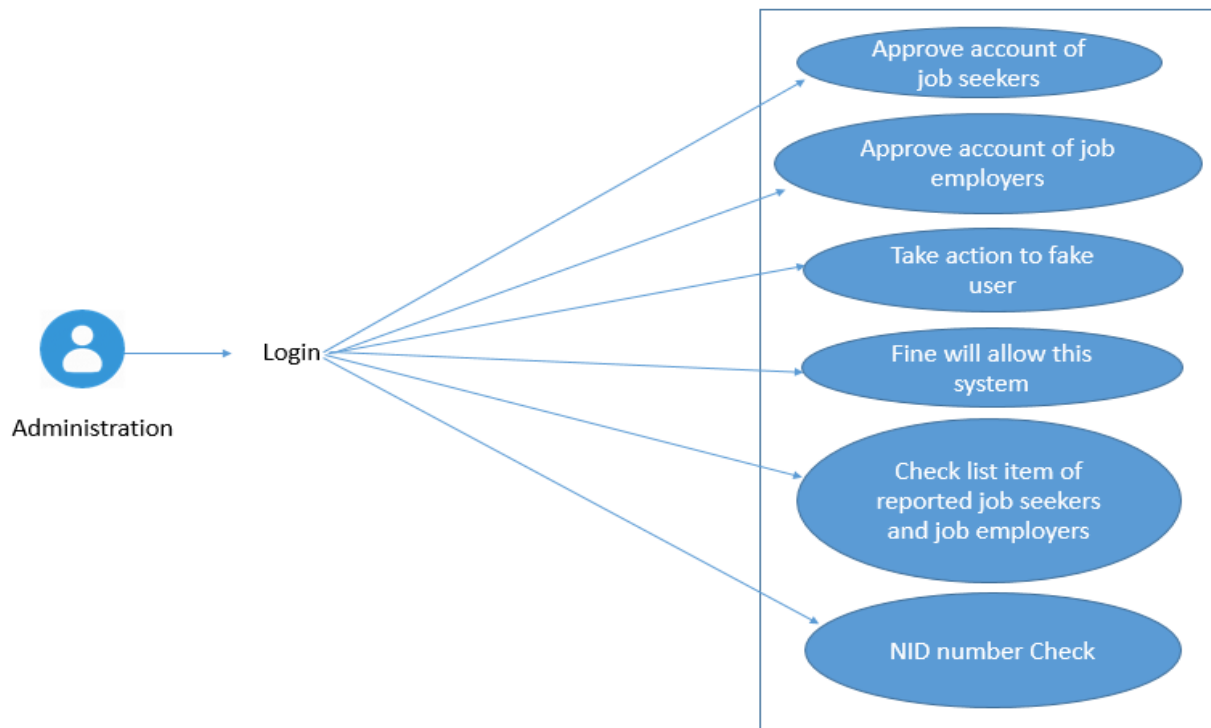 Approve account of
job seekers
Approve account of job
employers
Take action to fake
user
Fine will allow this
system
Login
Administration
Check list item of
reported job seekers
and job employers
NID number Check